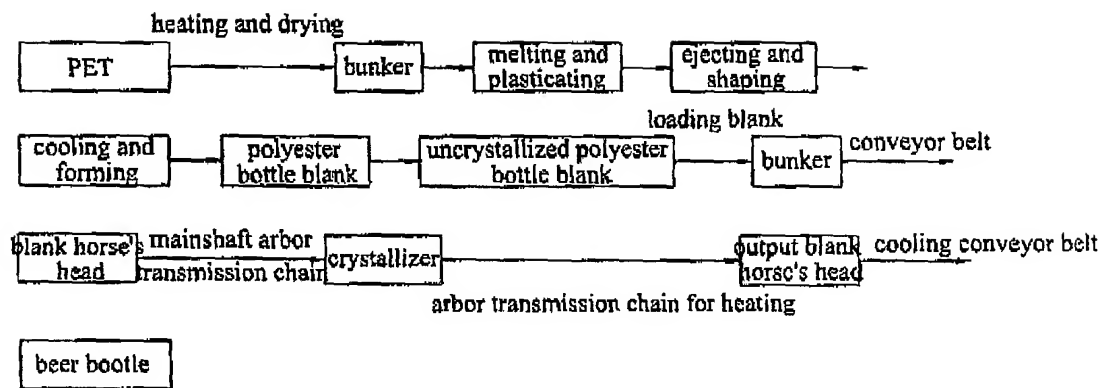 heating and drying
PET
bunker
melting and
plasticating
ejecting and
shaping
loading blank
cooling and
forming
polyester
bottle blank
uncrystallized polyester
bottle blank
bunker
conveyor belt
blank horse's
head
mainshaft arbor
transmission chain
crystallizer
arbor transmission chain for heating
output blank
horse's head
cooling conveyor belt
beer bootle